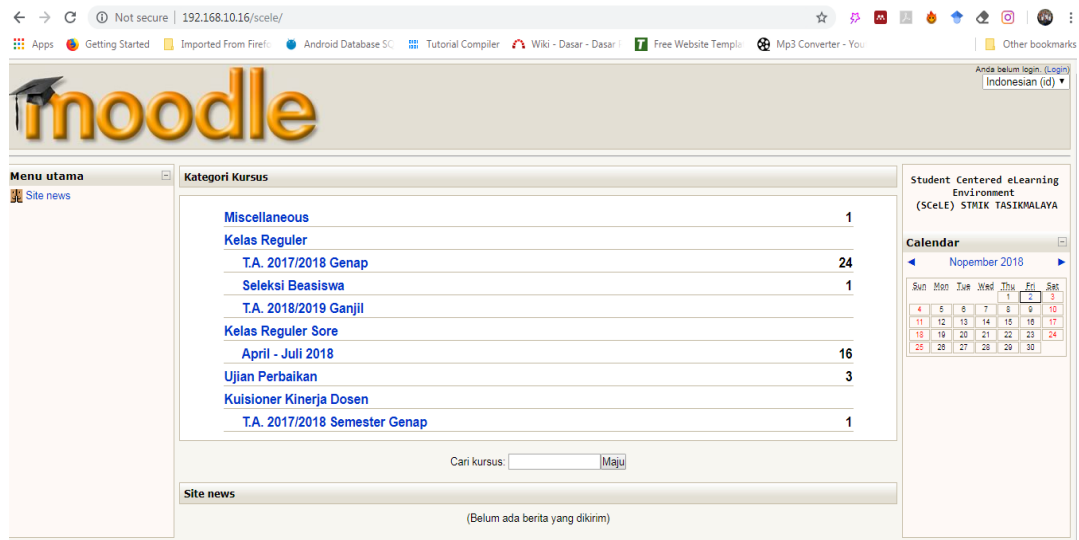 Not secure | 192.168.10.16/scele/
Apps Getting Started Imported From Firefo Android Database SQ Tutorial Compiler Wiki - Dasar - Dasar Free Website Templa Mp3 Converter - You Other bookmarks
Anda belum login. (Login)
Indonesian (id)
moodle
Menu utama
Site news
Kategori Kursus
Miscellaneous 1
Kelas Reguler
T.A. 2017/2018 Genap 24
Seleksi Beasiswa 1
T.A. 2018/2019 Ganjil
Kelas Reguler Sore
April - Juli 2018 16
Ujian Perbaikan 3
Kuisioner Kinerja Dosen
T.A. 2017/2018 Semester Genap 1
Cari kursus: Maju
Site news
(Belum ada berita yang dikirim)
Student Centered eLearning
Environment
(SCeLE) STMIK TASIKMALAYA
Calendar
◄ Nopember 2018 ►
Sun Mon Tue Wed Thu Fri Sat
1 2 3
4 5 6 7 8 9 10
11 12 13 14 15 16 17
18 19 20 21 22 23 24
25 26 27 28 29 30